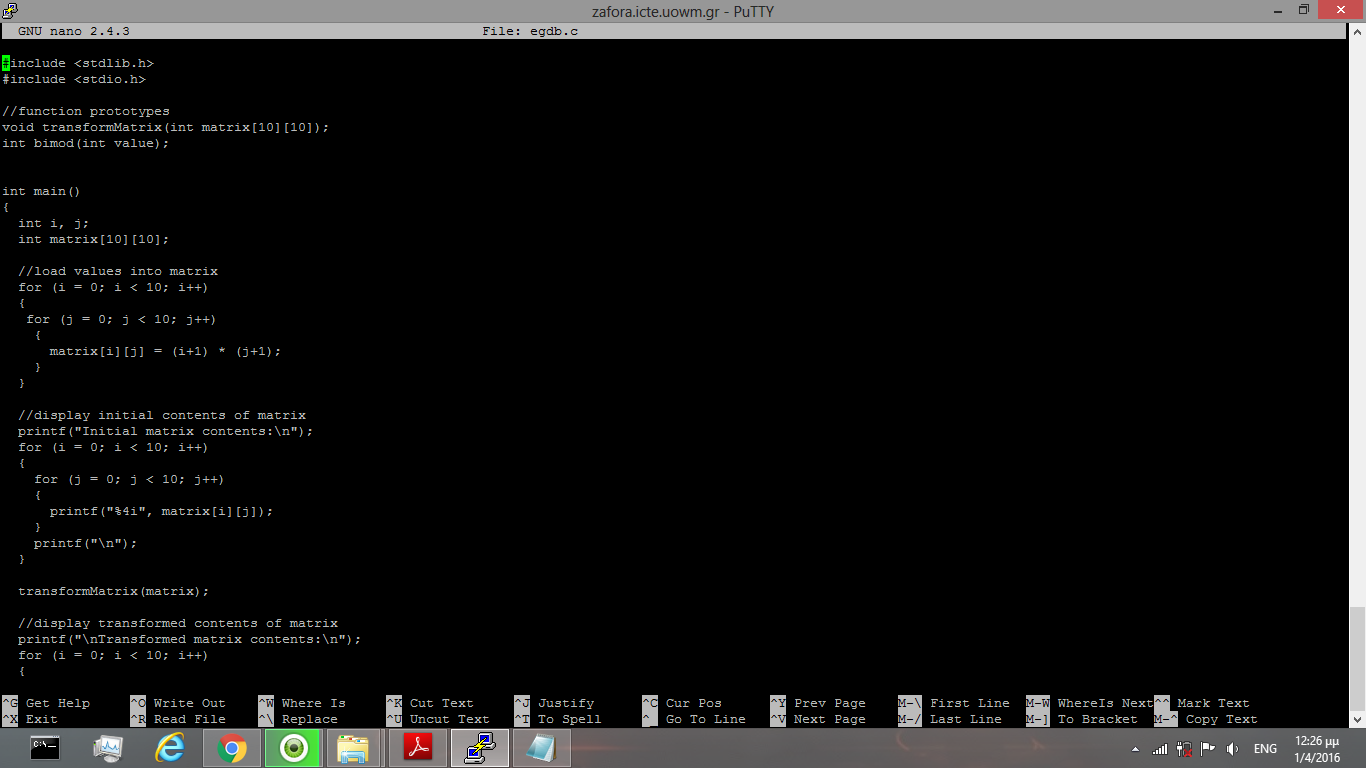 zafora.icte.uowm.gr - PuTTY
GNU nano 2.4.3 File: egdb.c
#include <stdlib.h>
#include <stdio.h>
//function prototypes
void transformMatrix(int matrix[10][10]);
int bimod(int value);
int main()
{
  int i, j;
  int matrix[10][10];
  //load values into matrix
  for (i = 0; i < 10; i++)
  {
   for (j = 0; j < 10; j++)
    {
      matrix[i][j] = (i+1) * (j+1);
    }
  }
  //display initial contents of matrix
  printf("Initial matrix contents:\n");
  for (i = 0; i < 10; i++)
  {
    for (j = 0; j < 10; j++)
    {
      printf("%4i", matrix[i][j]);
    }
    printf("\n");
  }
  transformMatrix(matrix);
  //display transformed contents of matrix
  printf("\nTransformed matrix contents:\n");
  for (i = 0; i < 10; i++)
  {
^G Get Help ^O Write Out ^W Where Is ^K Cut Text ^J Justify ^C Cur Pos ^Y Prev Page M-\ First Line M-W WhereIs Next ^^ Mark Text
^X Exit ^R Read File ^\ Replace ^U Uncut Text ^T To Spell ^_ Go To Line ^V Next Page M-/ Last Line M-] To Bracket M-^ Copy Text
C:\_
ENG
12:26 μμ
1/4/2016